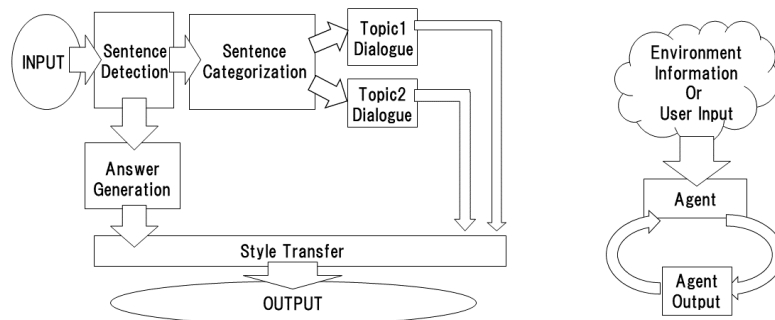 INPUT
Sentence
Detection
Sentence
Categorization
Topic1
Dialogue
Topic2
Dialogue
Answer
Generation
Style Transfer
OUTPUT
Environment
Information
Or
User Input
Agent
Agent
Output